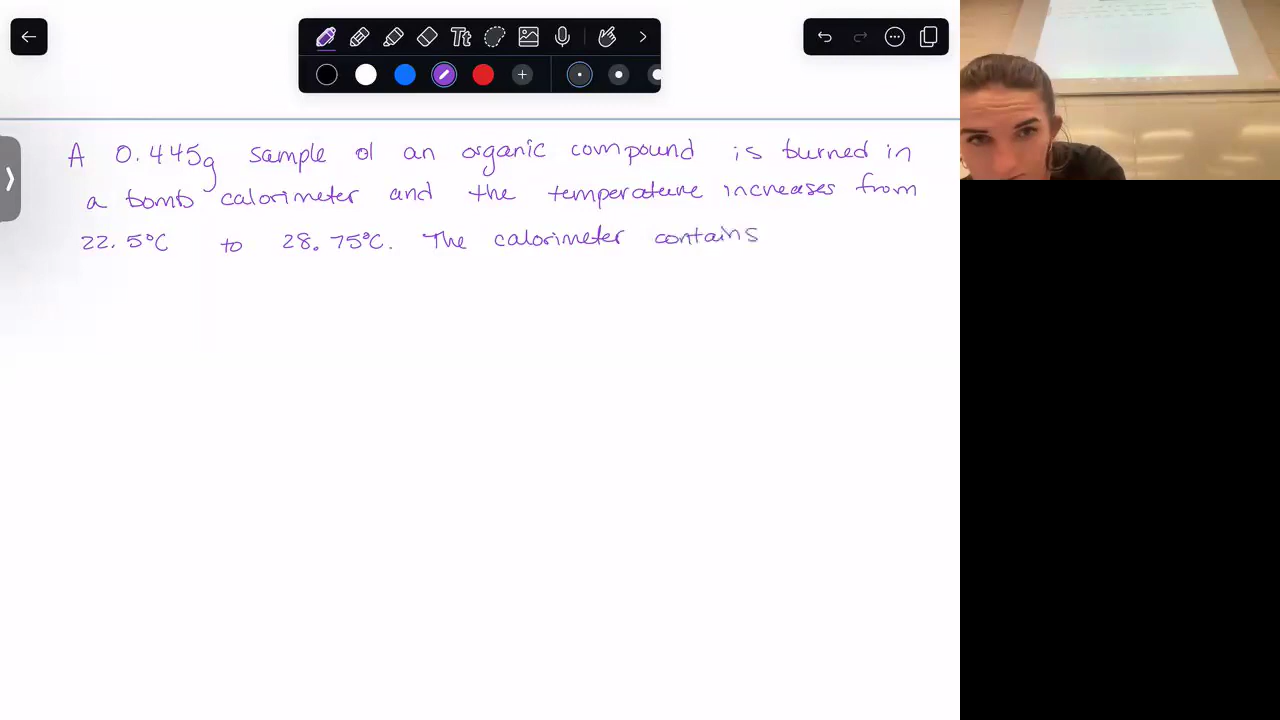 Tt
A 0.445g sample of an organic compound is burned in
a bomb calorimeter and the temperature increases from
22.5°C to 28.75°C. The calorimeter contains